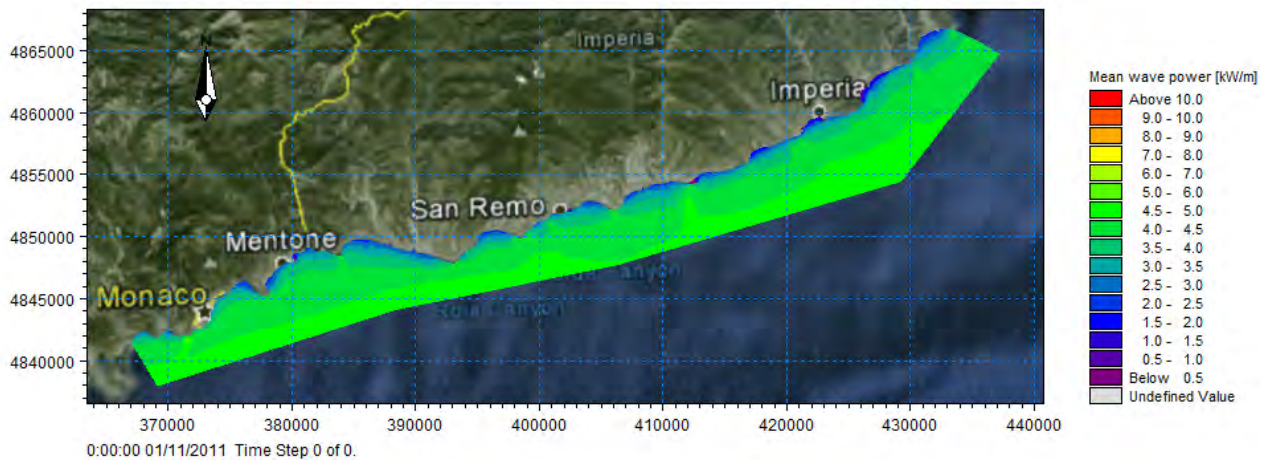 4865000
4860000
4855000
4850000
4845000
4840000
N
Imperia
Imperia
San Remo
Mentone
Monaco
Canyon
Roia Canyon
370000 380000 390000 400000 410000 420000 430000 440000
0:00:00 01/11/2011 Time Step 0 of 0.
Mean wave power [kW/m]
Above 10.0
9.0 - 10.0
8.0 - 9.0
7.0 - 8.0
6.0 - 7.0
5.0 - 6.0
4.5 - 5.0
4.0 - 4.5
3.5 - 4.0
3.0 - 3.5
2.5 - 3.0
2.0 - 2.5
1.5 - 2.0
1.0 - 1.5
0.5 - 1.0
Below 0.5
Undefined Value